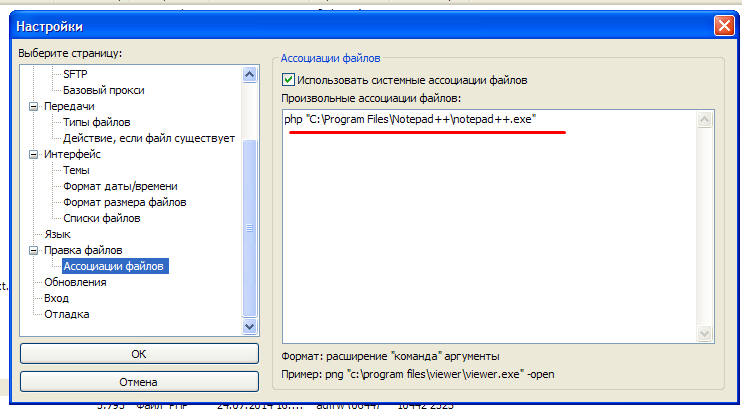 Настройки
Выберите страницу:
SFTP
Базовый прокси
Передачи
Типы файлов
Действие, если файл существует
Интерфейс
Темы
Формат даты/времени
Формат размера файлов
Списки файлов
Язык
Правка файлов
Ассоциации файлов
Обновления
Вход
Отладка
OK
Отмена
Ассоциации файлов
Использовать системные ассоциации файлов
Произвольные ассоциации файлов:
php "C:\Program Files\Notepad++\notepad++.exe"
Формат: расширение "команда" аргументы
Пример: png "c:\program files\viewer\viewer.exe" -open